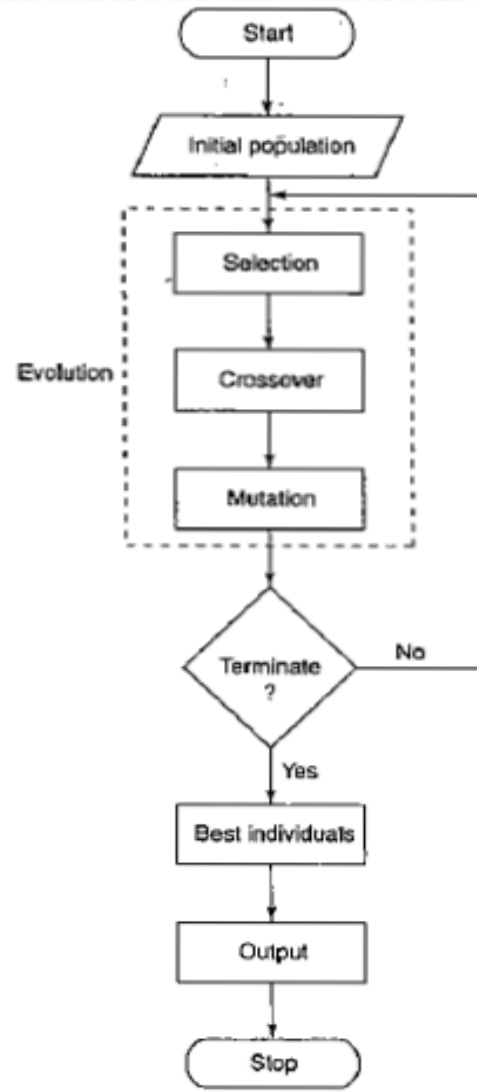 Start
Initial population
Selection
Evolution
Crossover
Mutation
Terminate
?
No
Yes
Best individuals
Output
Stop